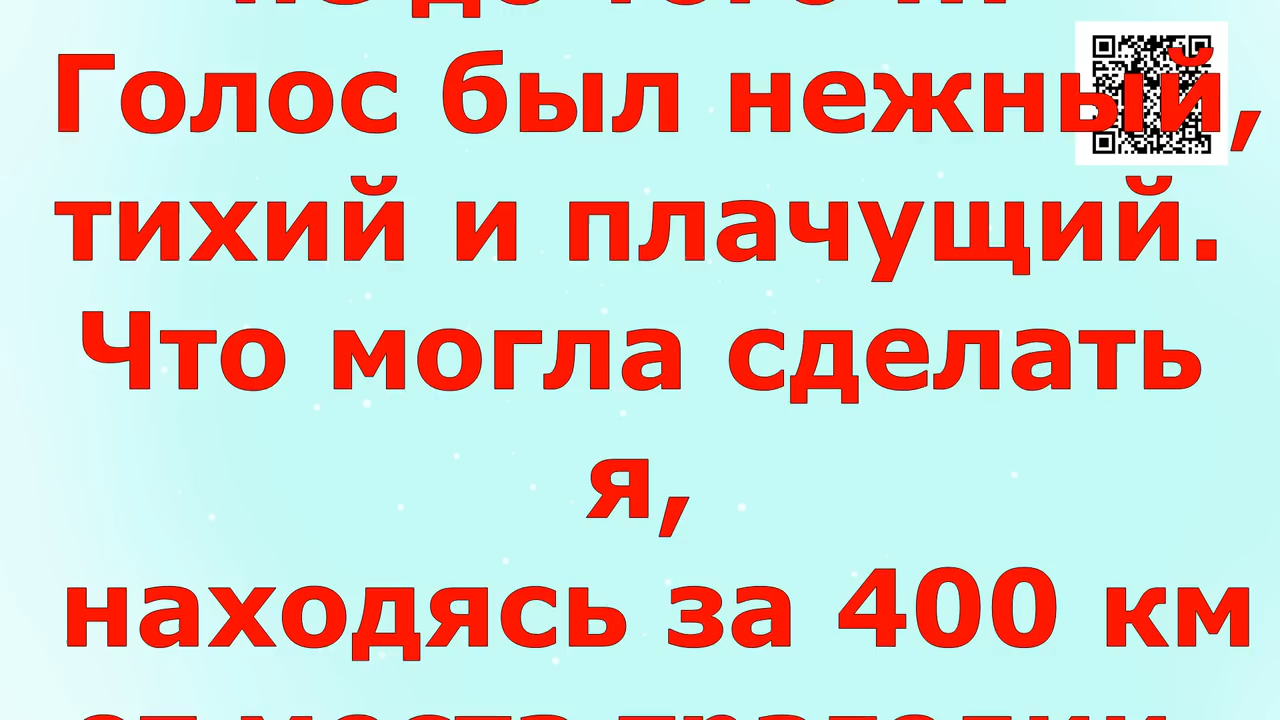 Голос был нежный,
тихий и плачущий.
Что могла сделать
я,
находясь за 400 км